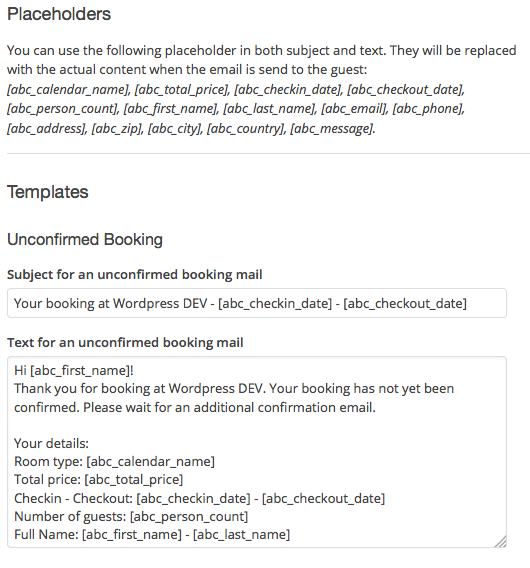 Placeholders
You can use the following placeholder in both subject and text. They will be replaced
with the actual content when the email is send to the guest:
[abc_calendar_name], [abc_total_price], [abc_checkin_date], [abc_checkout_date],
[abc_person_count], [abc_first_name], [abc_last_name], [abc_email], [abc_phone],
[abc_address], [abc_zip], [abc_city], [abc_country], [abc_message].
Templates
Unconfirmed Booking
Subject for an unconfirmed booking mail
Your booking at Wordpress DEV - [abc_checkin_date] - [abc_checkout_date]
Text for an unconfirmed booking mail
Hi [abc_first_name]!
Thank you for booking at Wordpress DEV. Your booking has not yet been
confirmed. Please wait for an additional confirmation email.
Your details:
Room type: [abc_calendar_name]
Total price: [abc_total_price]
Checkin - Checkout: [abc_checkin_date] - [abc_checkout_date]
Number of guests: [abc_person_count]
Full Name: [abc_first_name] - [abc_last_name]